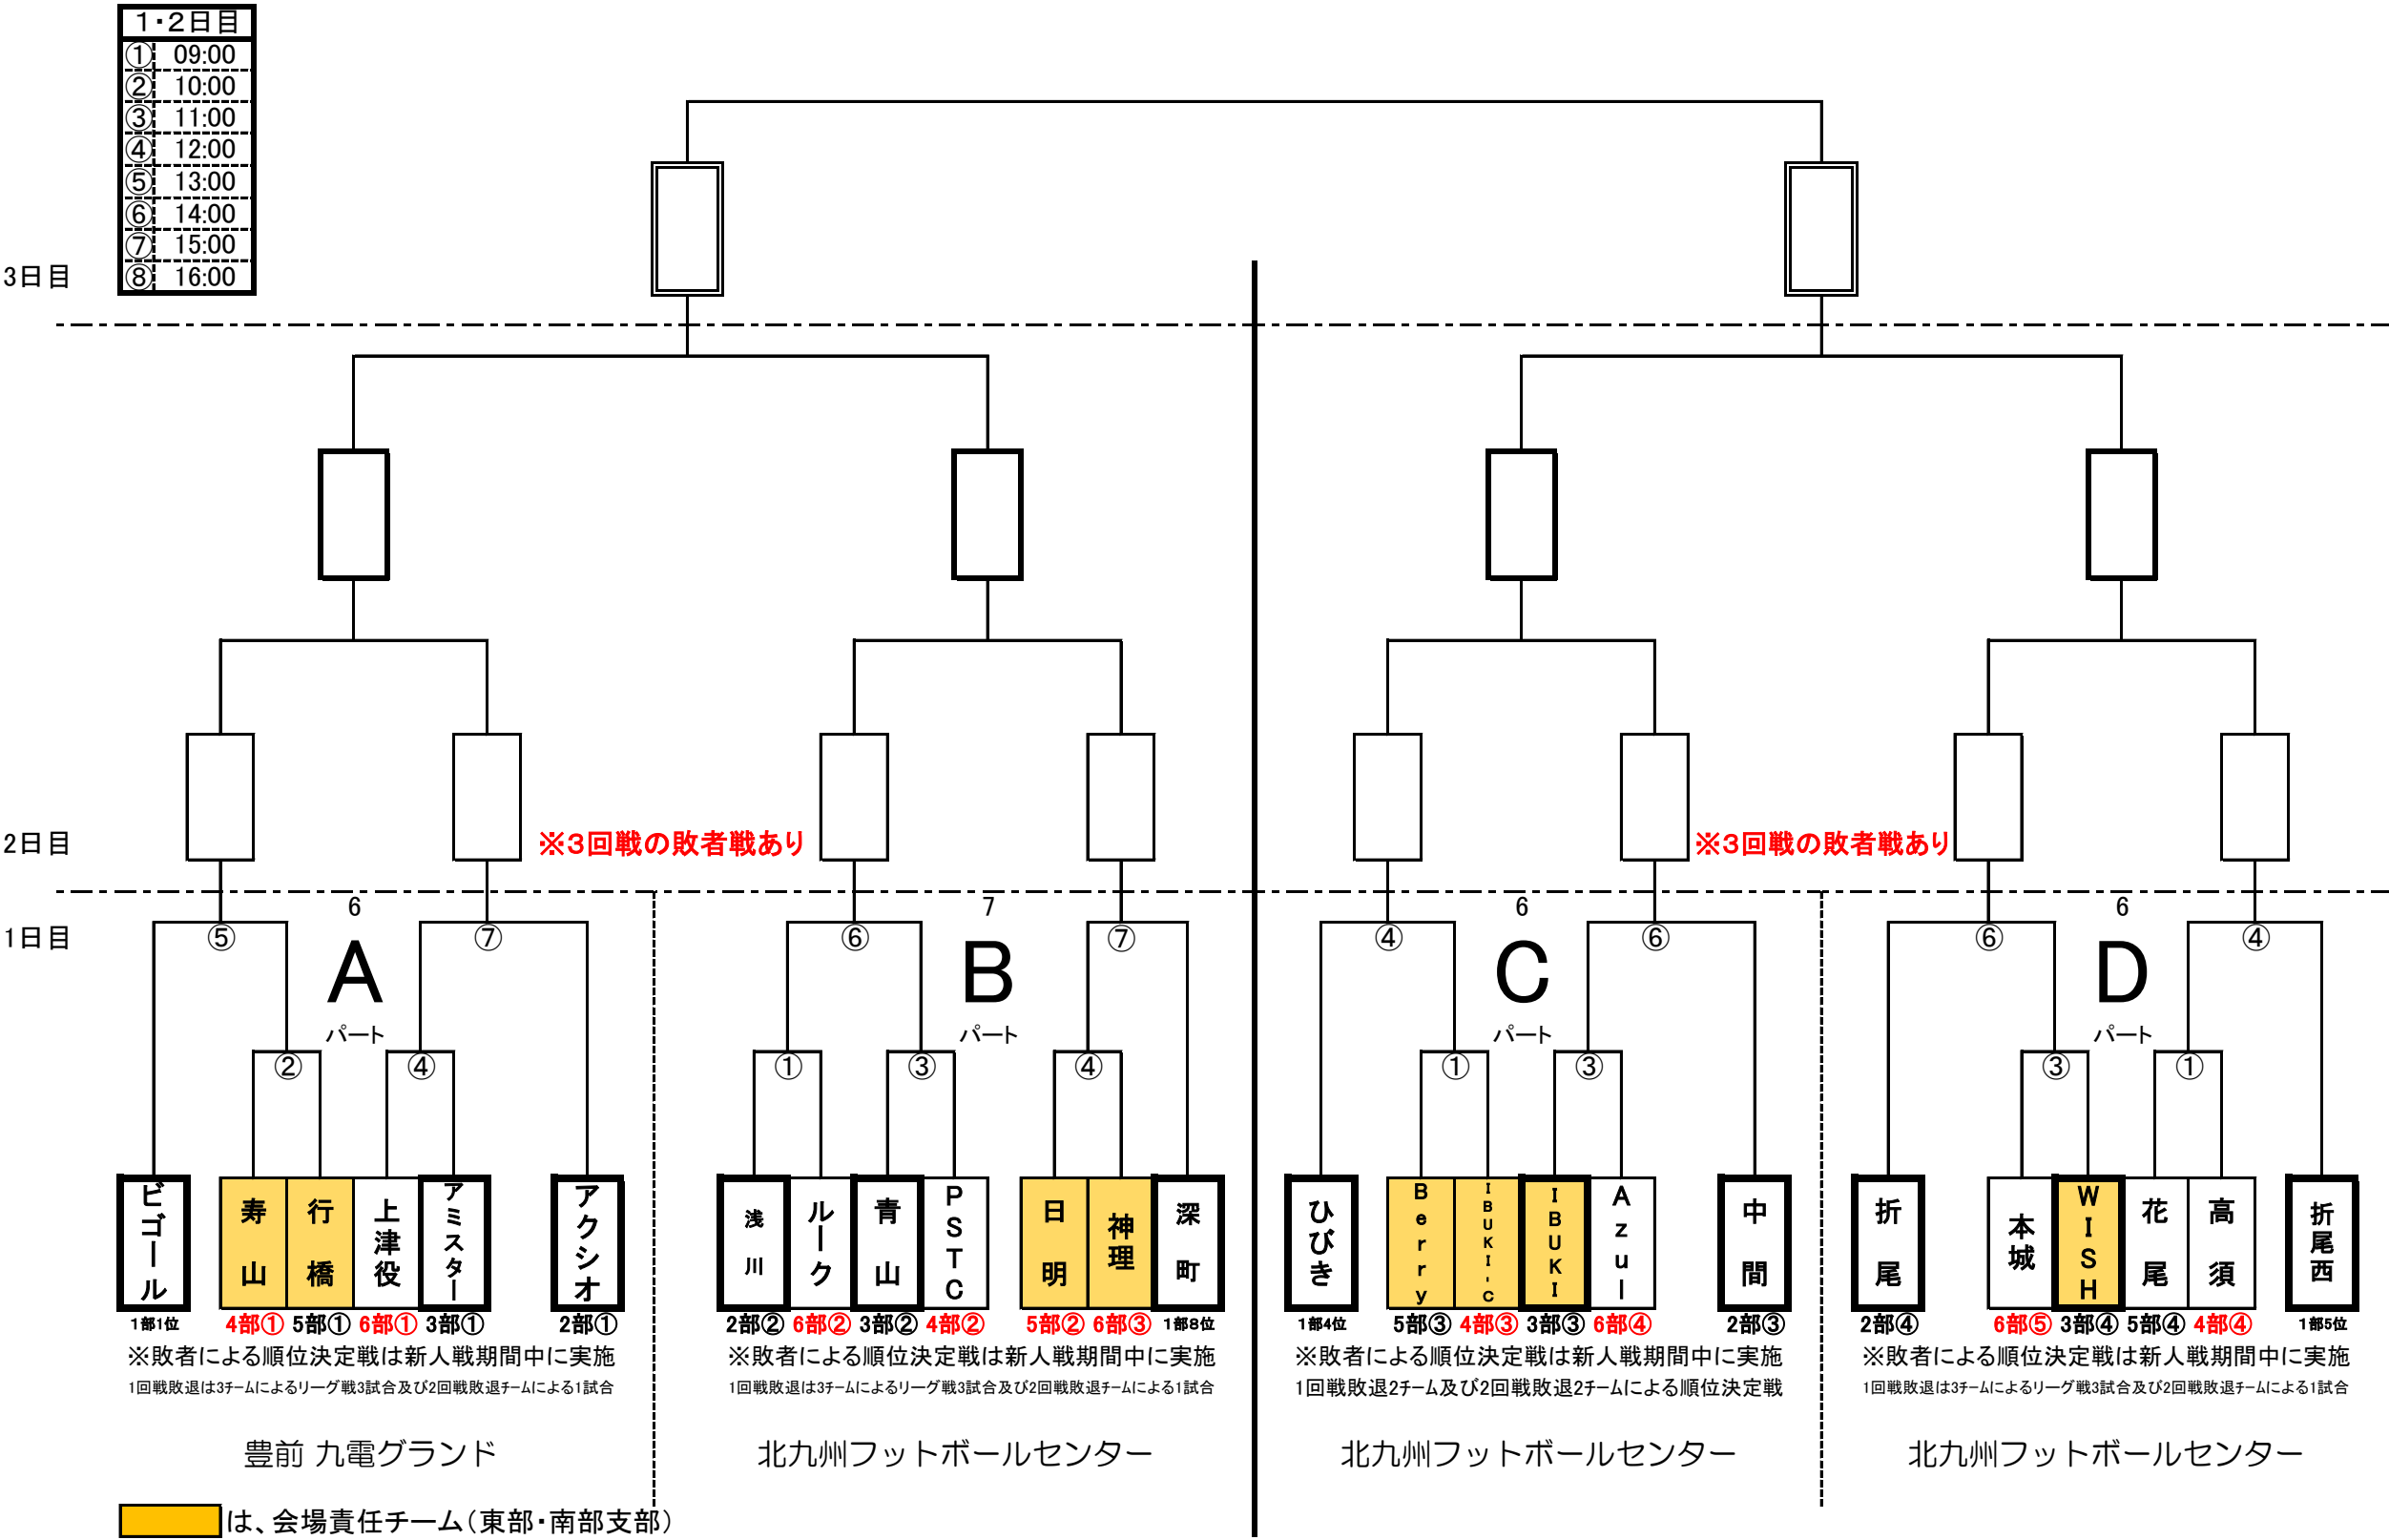 1・2日目
① 09:00
② 10:00
③ 11:00
④ 12:00
⑤ 13:00
⑥ 14:00
⑦ 15:00
⑧ 16:00
3日目
2日目
※3回戦の敗者戦あり
※3回戦の敗者戦あり
1日目
6
7
6
6
⑤
⑦
⑥
⑦
④
⑥
⑥
④
A
B
C
D
パート
パート
パート
パート
②
④
①
③
④
①
③
③
①
ビゴール
寿山
行橋
上津役
アミスター
アクシオ
浅川
ルーク
青山
PSTC
日明
神理
深町
ひびき
Berry
IBUKI-C
IBUKI
Azul
中間
折尾
本城
WISH
花尾
高須
折尾西
1部1位 4部① 5部① 6部① 3部① 2部①
2部② 6部② 3部② 4部② 5部② 6部③ 1部8位
1部4位 5部③ 4部③ 3部③ 6部④ 2部③
2部④ 6部⑤ 3部④ 5部④ 4部④ 1部5位
※敗者による順位決定戦は新人戦期間中に実施
※敗者による順位決定戦は新人戦期間中に実施
※敗者による順位決定戦は新人戦期間中に実施
※敗者による順位決定戦は新人戦期間中に実施
1回戦敗退は3チームによるリーグ戦3試合及び2回戦敗退チームによる1試合
1回戦敗退は3チームによるリーグ戦3試合及び2回戦敗退チームによる1試合
1回戦敗退2チーム及び2回戦敗退2チームによる順位決定戦
1回戦敗退は3チームによるリーグ戦3試合及び2回戦敗退チームによる1試合
豊前 九電グランド
北九州フットボールセンター
北九州フットボールセンター
北九州フットボールセンター
は、会場責任チーム（東部・南部支部）